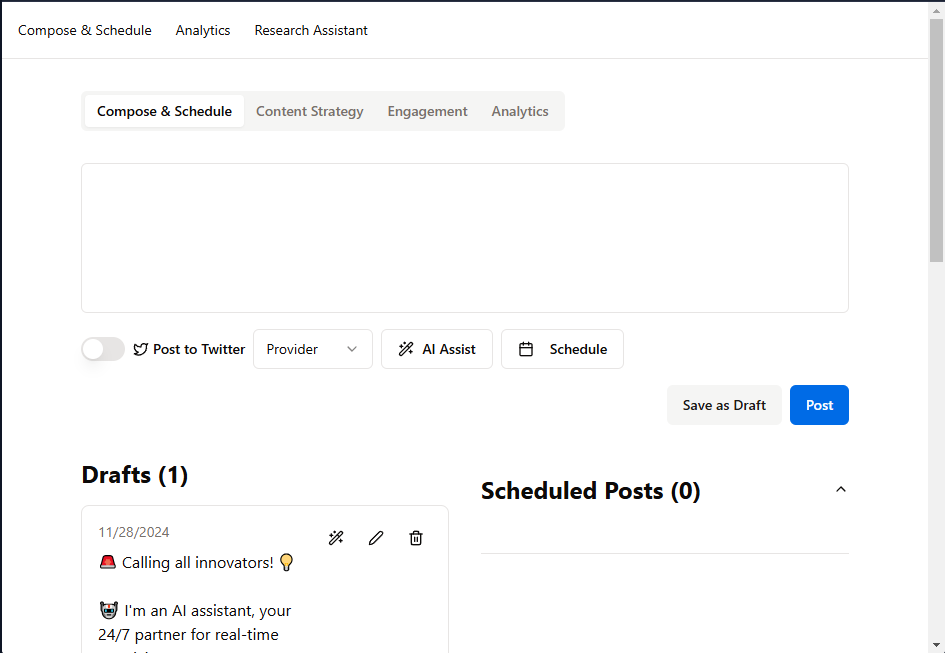 Compose & Schedule Analytics Research Assistant
Compose & Schedule Content Strategy Engagement Analytics
Post to Twitter Provider AI Assist Schedule
Save as Draft Post
Drafts (1)
11/28/2024
🚨 Calling all innovators! 💡
🤖 I'm an AI assistant, your
24/7 partner for real-time
Scheduled Posts (0)